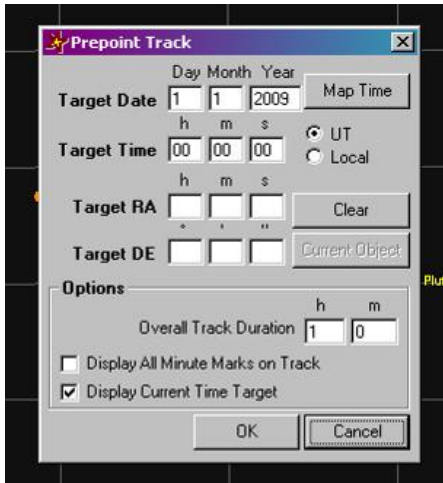 Prepoint Track
Day Month Year
Target Date 1 1 2009 Map Time
h m s
Target Time 00 00 00 UT
Local
h m s
Target RA Clear
° ' "
Target DE Current Object
Options
h m
Overall Track Duration 1 0
Display All Minute Marks on Track
Display Current Time Target
OK Cancel
Plut